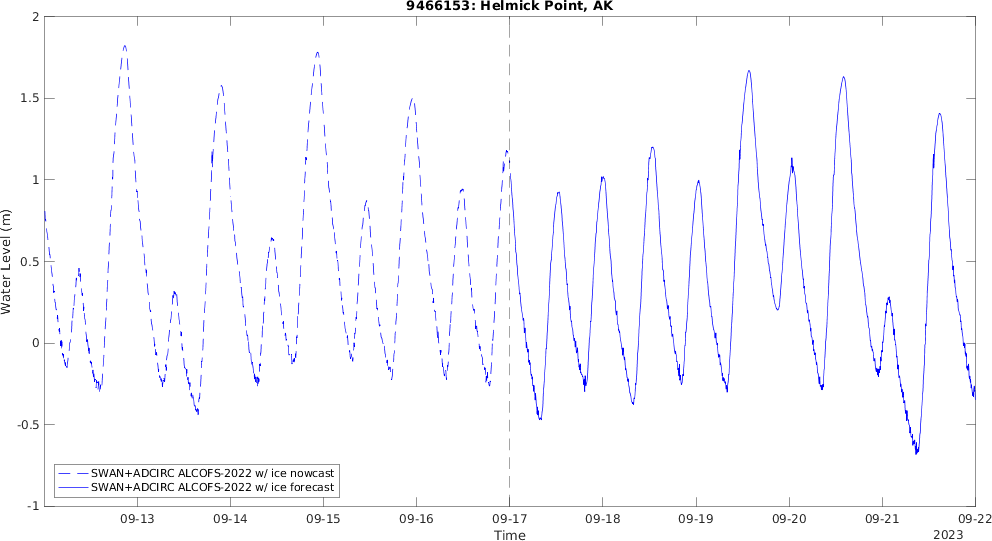 9466153: Helmick Point, AK
Water Level (m)
2
1.5
1
0.5
0
-0.5
-1
SWAN+ADCIRC ALCOFS-2022 w/ ice nowcast
SWAN+ADCIRC ALCOFS-2022 w/ ice forecast
09-13 09-14 09-15 09-16 09-17 09-18 09-19 09-20 09-21 09-22
Time
2023